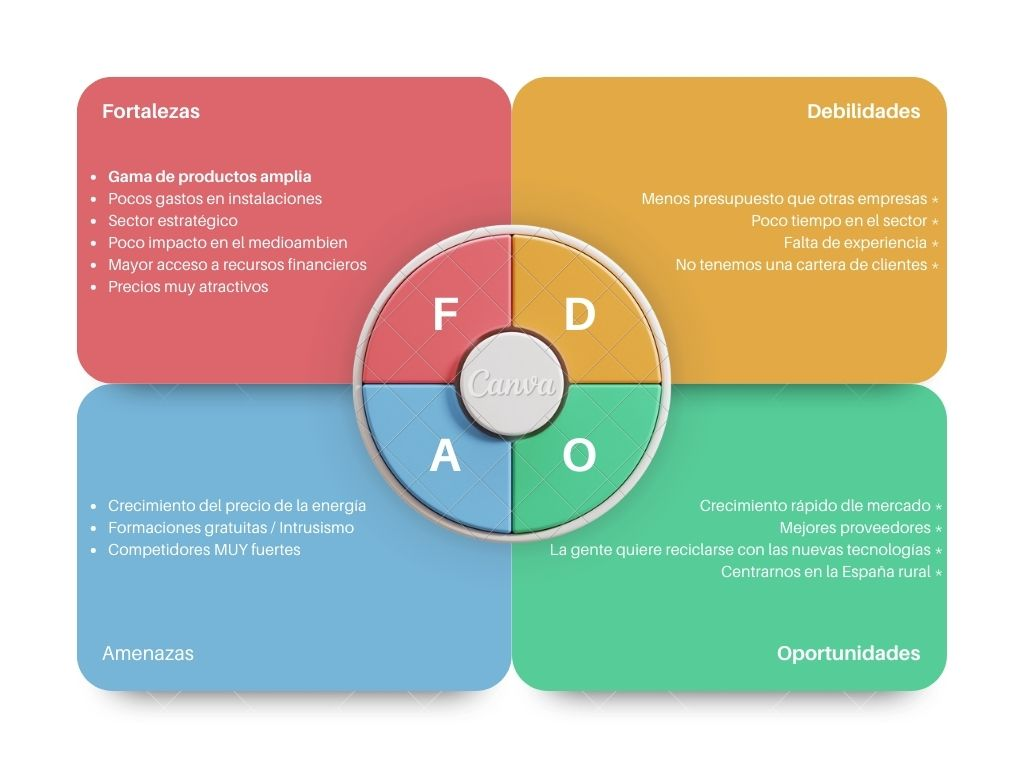 Fortalezas
• Gama de productos amplia
• Pocos gastos en instalaciones
• Sector estratégico
• Poco impacto en el medioambien
• Mayor acceso a recursos financieros
• Precios muy atractivos
Debilidades
Menos presupuesto que otras empresas *
Poco tiempo en el sector *
Falta de experiencia *
No tenemos una cartera de clientes *
F
D
Canva
A
O
• Crecimiento del precio de la energía
• Formaciones gratuitas / Intrusismo
• Competidores MUY fuertes
Amenazas
Crecimiento rápido dle mercado *
Mejores proveedores *
La gente quiere reciclarse con las nuevas tecnologías *
Centrarnos en la España rural *
Oportunidades